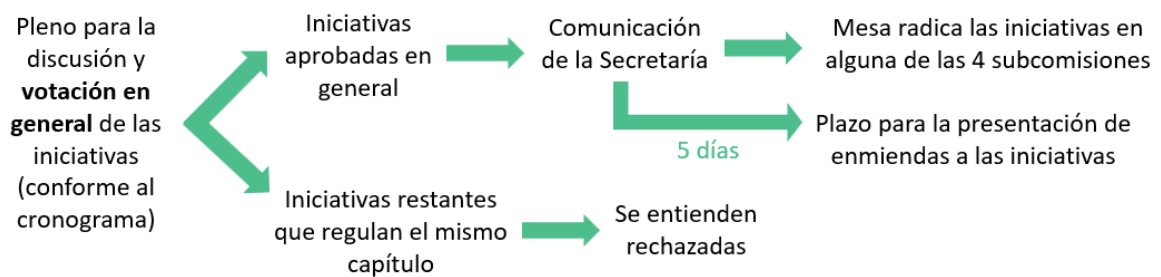 Pleno para la
discusión y
votación en
general de las
iniciativas
(conforme al
cronograma)
Iniciativas
aprobadas en
general
Comunicación
de la Secretaría
Mesa radica las iniciativas en
alguna de las 4 subcomisiones
5 días
Plazo para la presentación de
enmiendas a las iniciativas
Iniciativas restantes
que regulan el mismo
capítulo
Se entienden
rechazadas